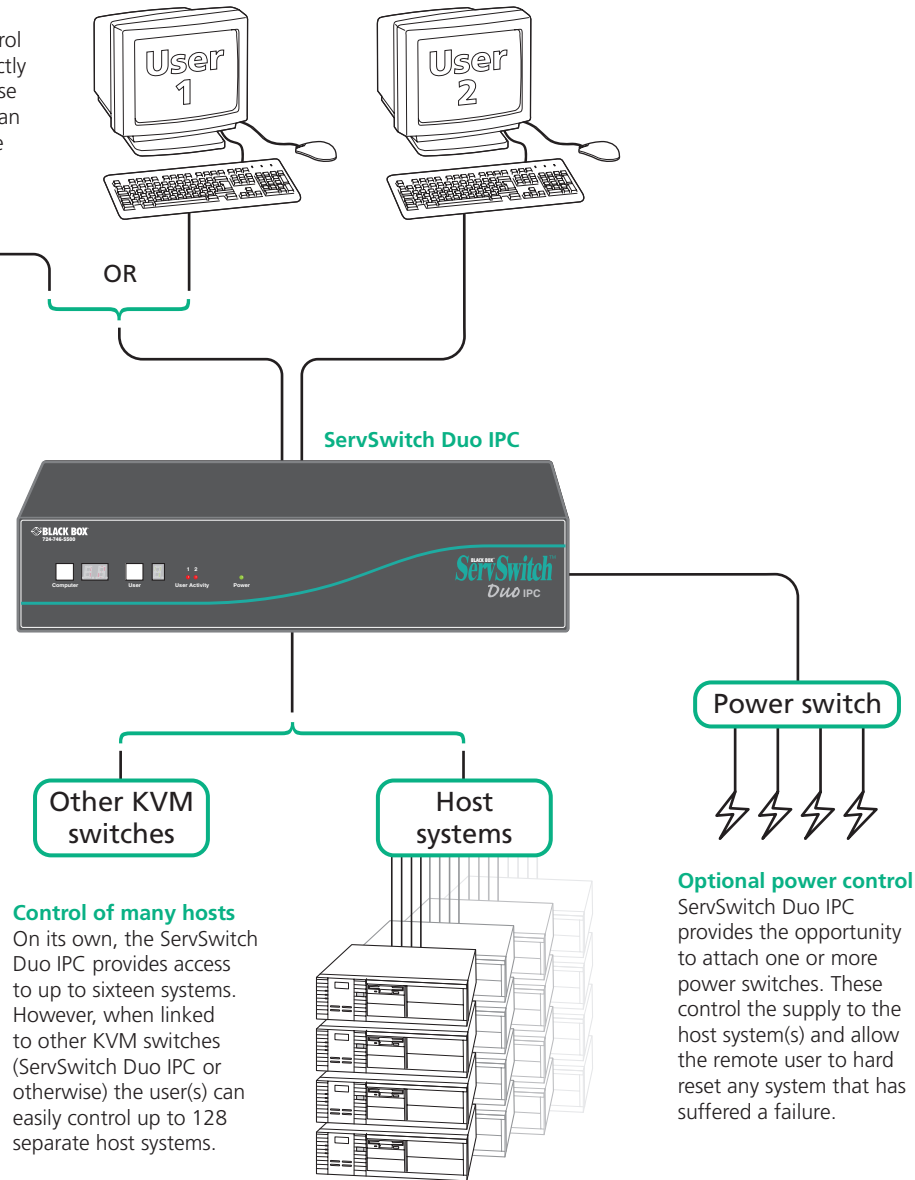 rol
ctly
se
an
e
User
1
User
2
OR
ServSwitch Duo IPC
BLACK BOX
724-746-5500
Computer
User
1 2
User Activity
Power
BLACK BOX
ServSwitch™
Duo IPC
Power switch
Other KVM
switches
Host
systems
Control of many hosts
On its own, the ServSwitch
Duo IPC provides access
to up to sixteen systems.
However, when linked
to other KVM switches
(ServSwitch Duo IPC or
otherwise) the user(s) can
easily control up to 128
separate host systems.
Optional power control
ServSwitch Duo IPC
provides the opportunity
to attach one or more
power switches. These
control the supply to the
host system(s) and allow
the remote user to hard
reset any system that has
suffered a failure.